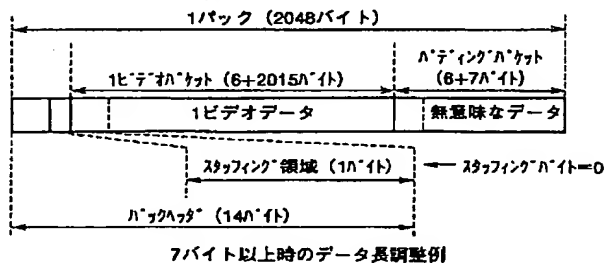 1パック (2048バイト)
1ビデオパケット (6+2015バイト)
パディングパケット
(6+7バイト)
1ビデオデータ
無意味なデータ
スタッフィング領域 (1バイト)
スタッフィングバイト=0
パックヘッダ (14バイト)
7バイト以上時のデータ長調整例